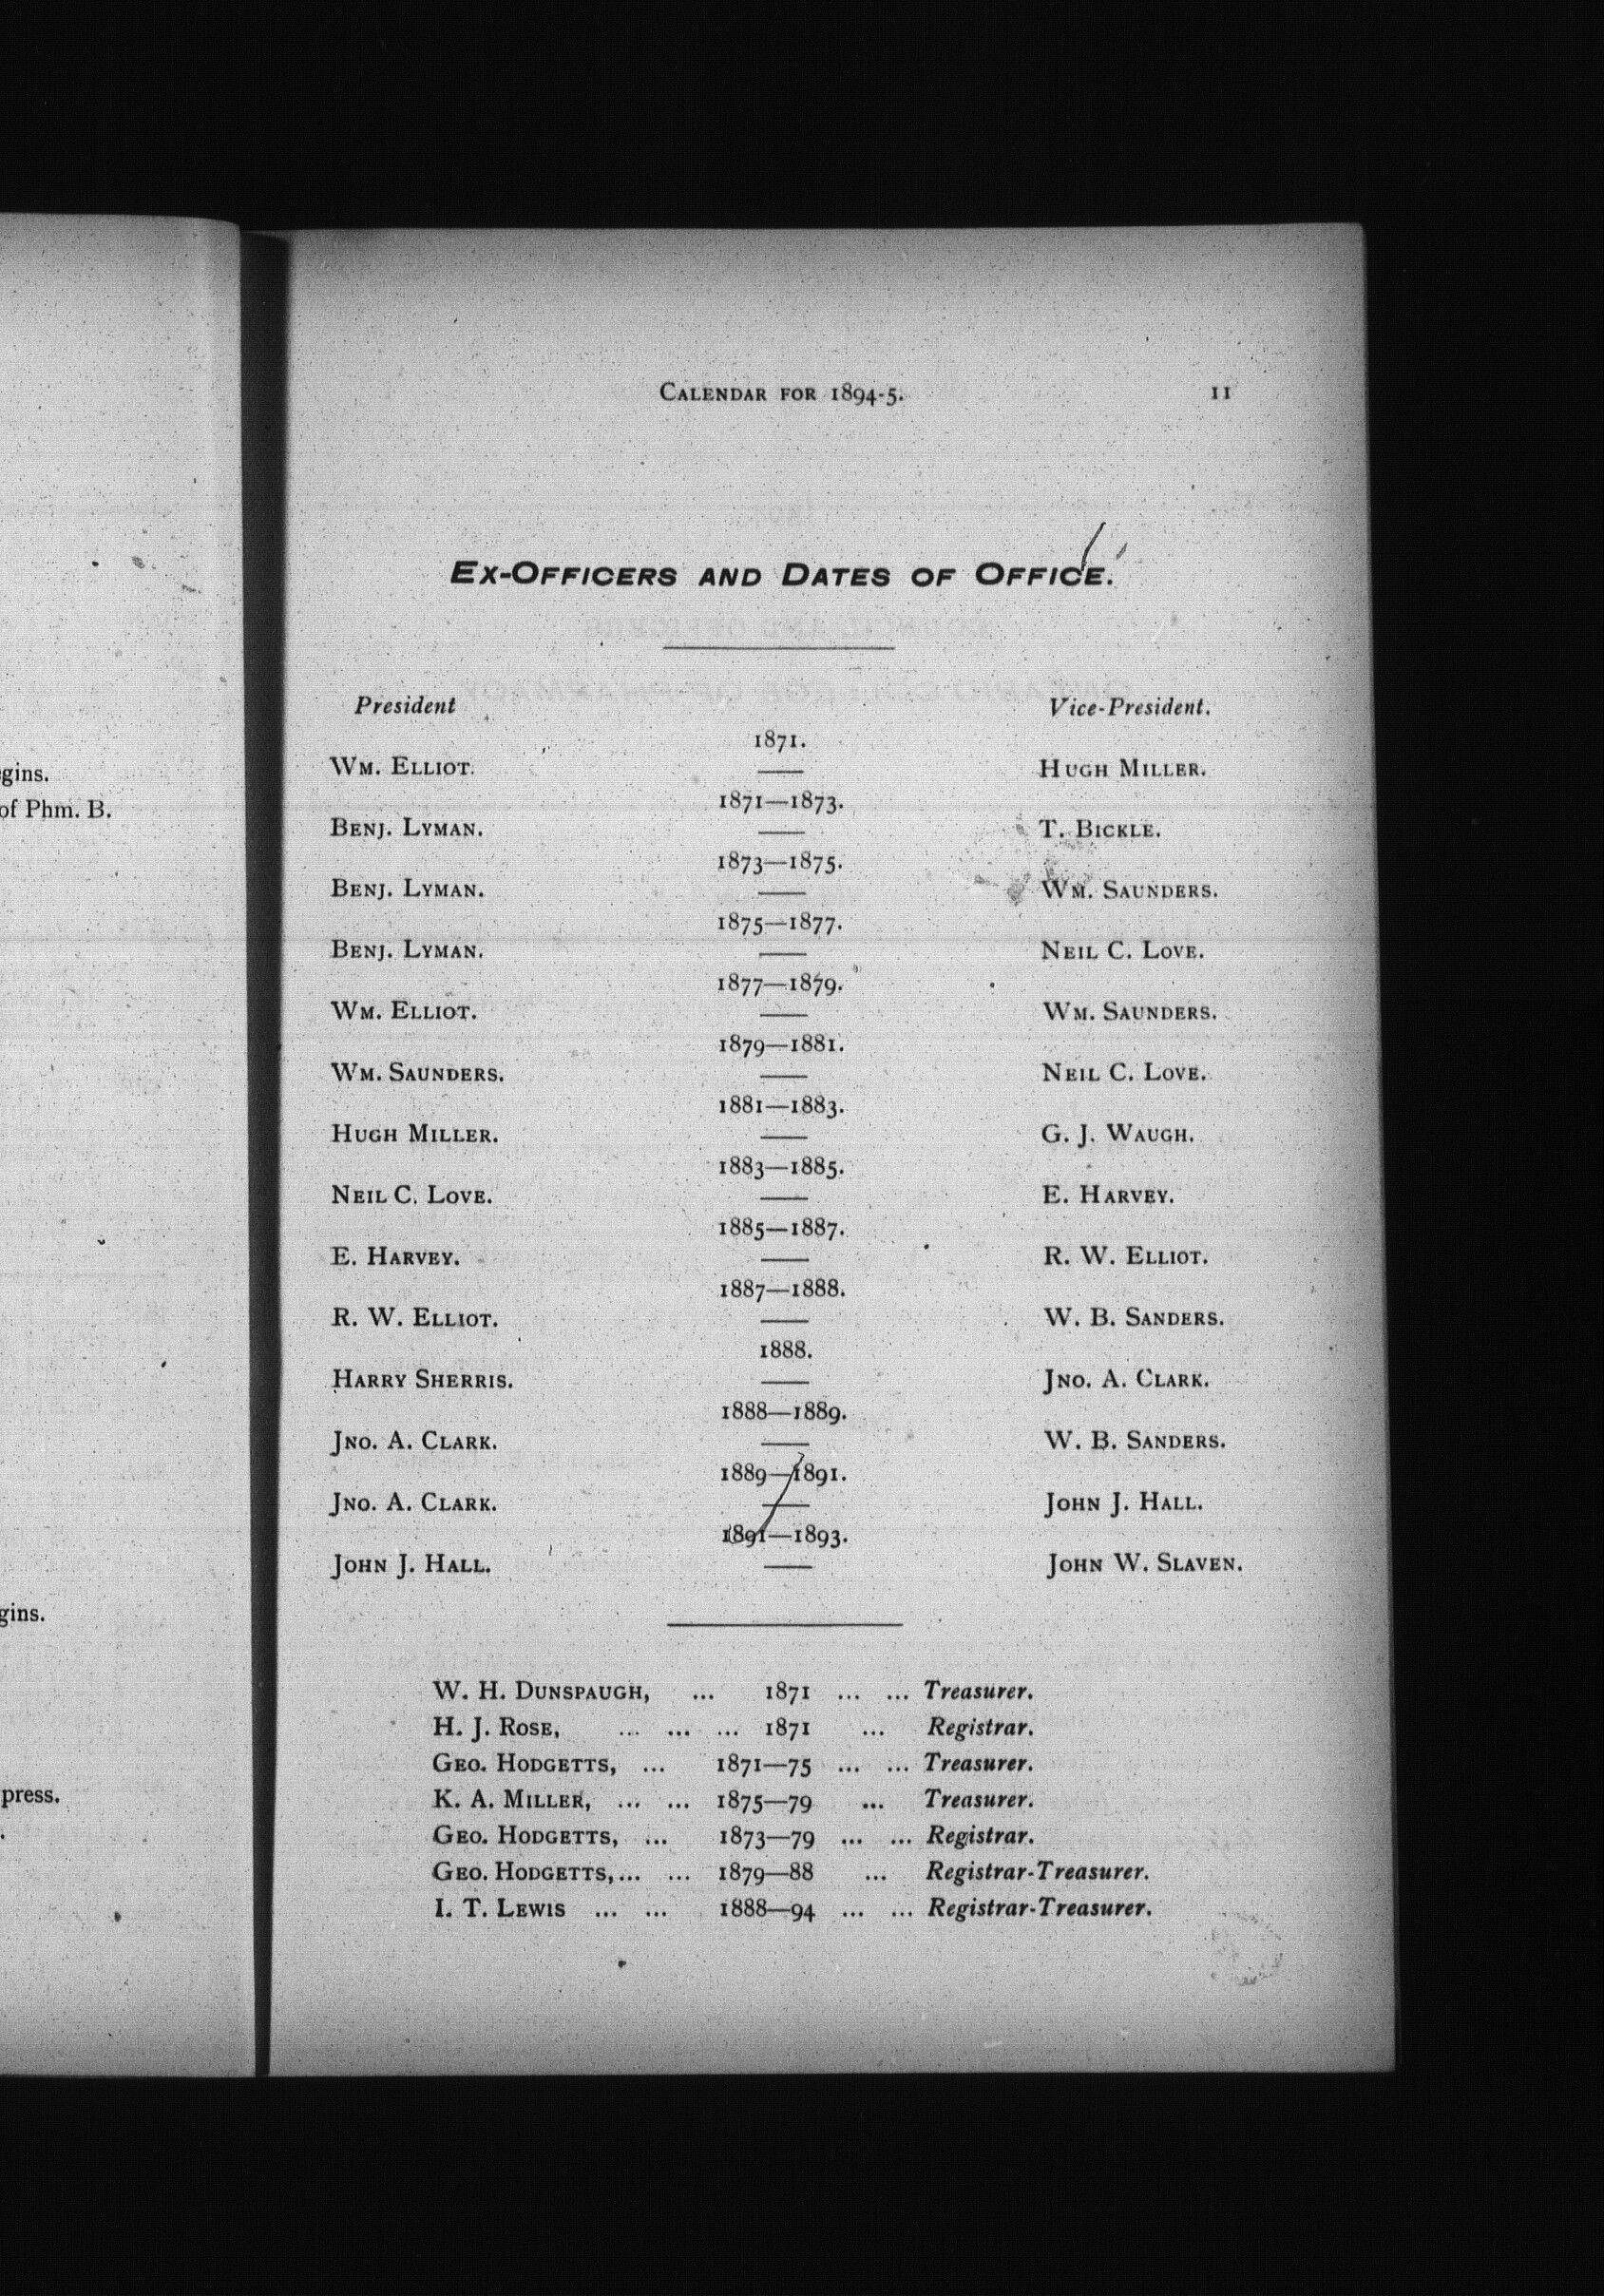 gins.
of Phm. B.
gins.
press.
CALENDAR FOR 1894-5. 11
EX-OFFICERS AND DATES OF OFFICE.
President Vice-President.
1871.
WM. ELLIOT. HUGH MILLER.
1871—1873.
BENJ. LYMAN. T. BICKLE.
1873—1875.
BENJ. LYMAN. WM. SAUNDERS.
1875—1877.
BENJ. LYMAN. NEIL C. LOVE.
1877—1879.
WM. ELLIOT. WM. SAUNDERS.
1879—1881.
WM. SAUNDERS. NEIL C. LOVE.
1881—1883.
HUGH MILLER. G. J. WAUGH.
1883—1885.
NEIL C. LOVE. E. HARVEY.
1885—1887.
E. HARVEY. R. W. ELLIOT.
1887—1888.
R. W. ELLIOT. W. B. SANDERS.
1888.
HARRY SHERRIS. JNO. A. CLARK.
1888—1889.
JNO. A. CLARK. W. B. SANDERS.
1889—1891.
JNO. A. CLARK. JOHN J. HALL.
1891—1893.
JOHN J. HALL. JOHN W. SLAVEN.
W. H. DUNSPAUGH, ... 1871 ... ... Treasurer.
H. J. ROSE, ... ... ... 1871 ... Registrar.
GEO. HODGETTS, ... 1871—75 ... ... Treasurer.
K. A. MILLER, ... ... 1875—79 ... Treasurer.
GEO. HODGETTS, ... 1873—79 ... ... Registrar.
GEO. HODGETTS,... ... 1879—88 ... Registrar-Treasurer.
I. T. LEWIS ... ... 1888—94 ... ... Registrar-Treasurer.